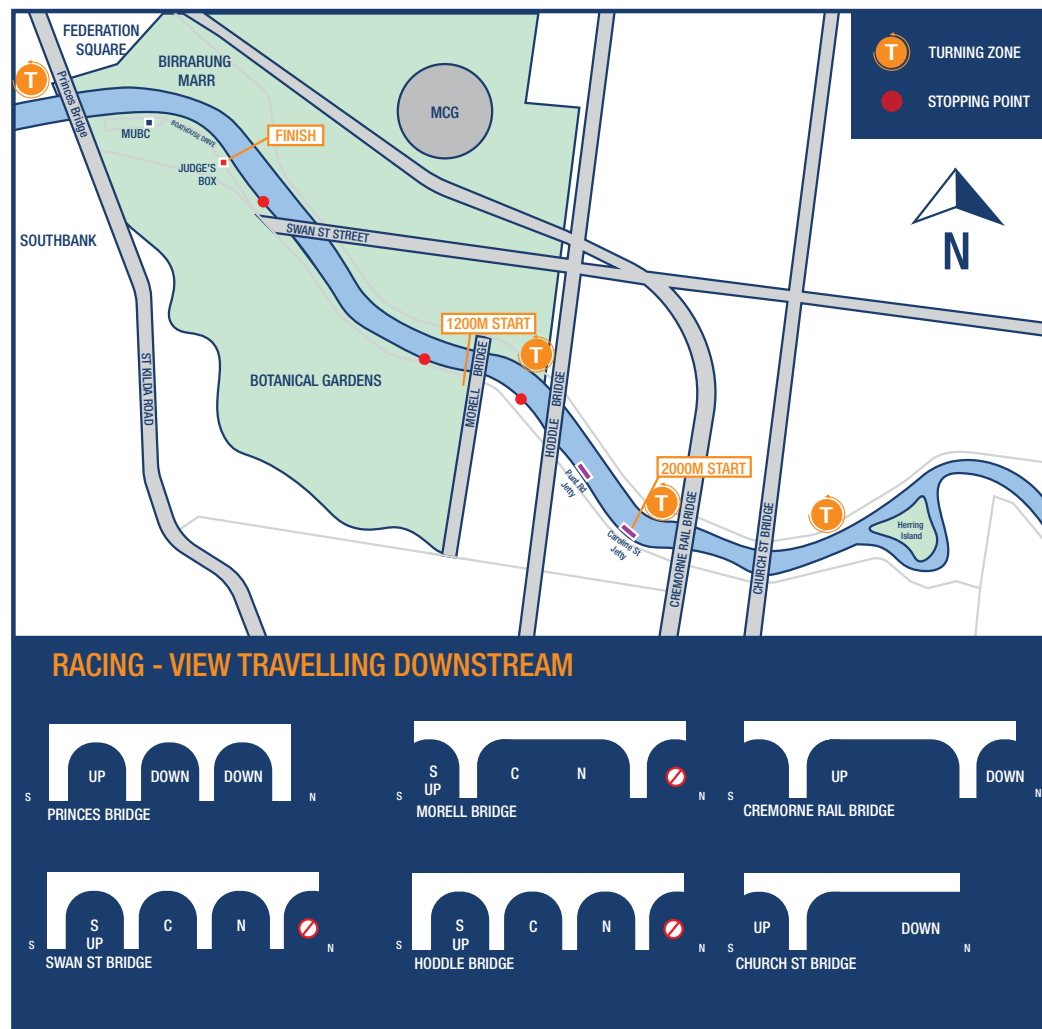 FEDERATION
SQUARE
BIRRARUNG
MARR
T
Princes Bridge
MUBC
BOATHOUSE DRIVE
FINISH
JUDGE'S
BOX
MCG
T
TURNING ZONE
STOPPING POINT
N
SOUTHBANK
SWAN ST STREET
1200M START
T
BOTANICAL GARDENS
ST KILDA ROAD
MORELL BRIDGE
HODDLE BRIDGE
Punt Rd
Jetty
2000M START
T
Caroline St
Jetty
CREMORNE RAIL BRIDGE
CHURCH ST BRIDGE
T
Herring
Island
RACING - VIEW TRAVELLING DOWNSTREAM
UP DOWN DOWN
S N
PRINCES BRIDGE
S C N
UP
S N
MORELL BRIDGE
UP DOWN
S N
CREMORNE RAIL BRIDGE
S C N
UP
S N
SWAN ST BRIDGE
S C N
UP
S N
HODDLE BRIDGE
UP DOWN
S N
CHURCH ST BRIDGE